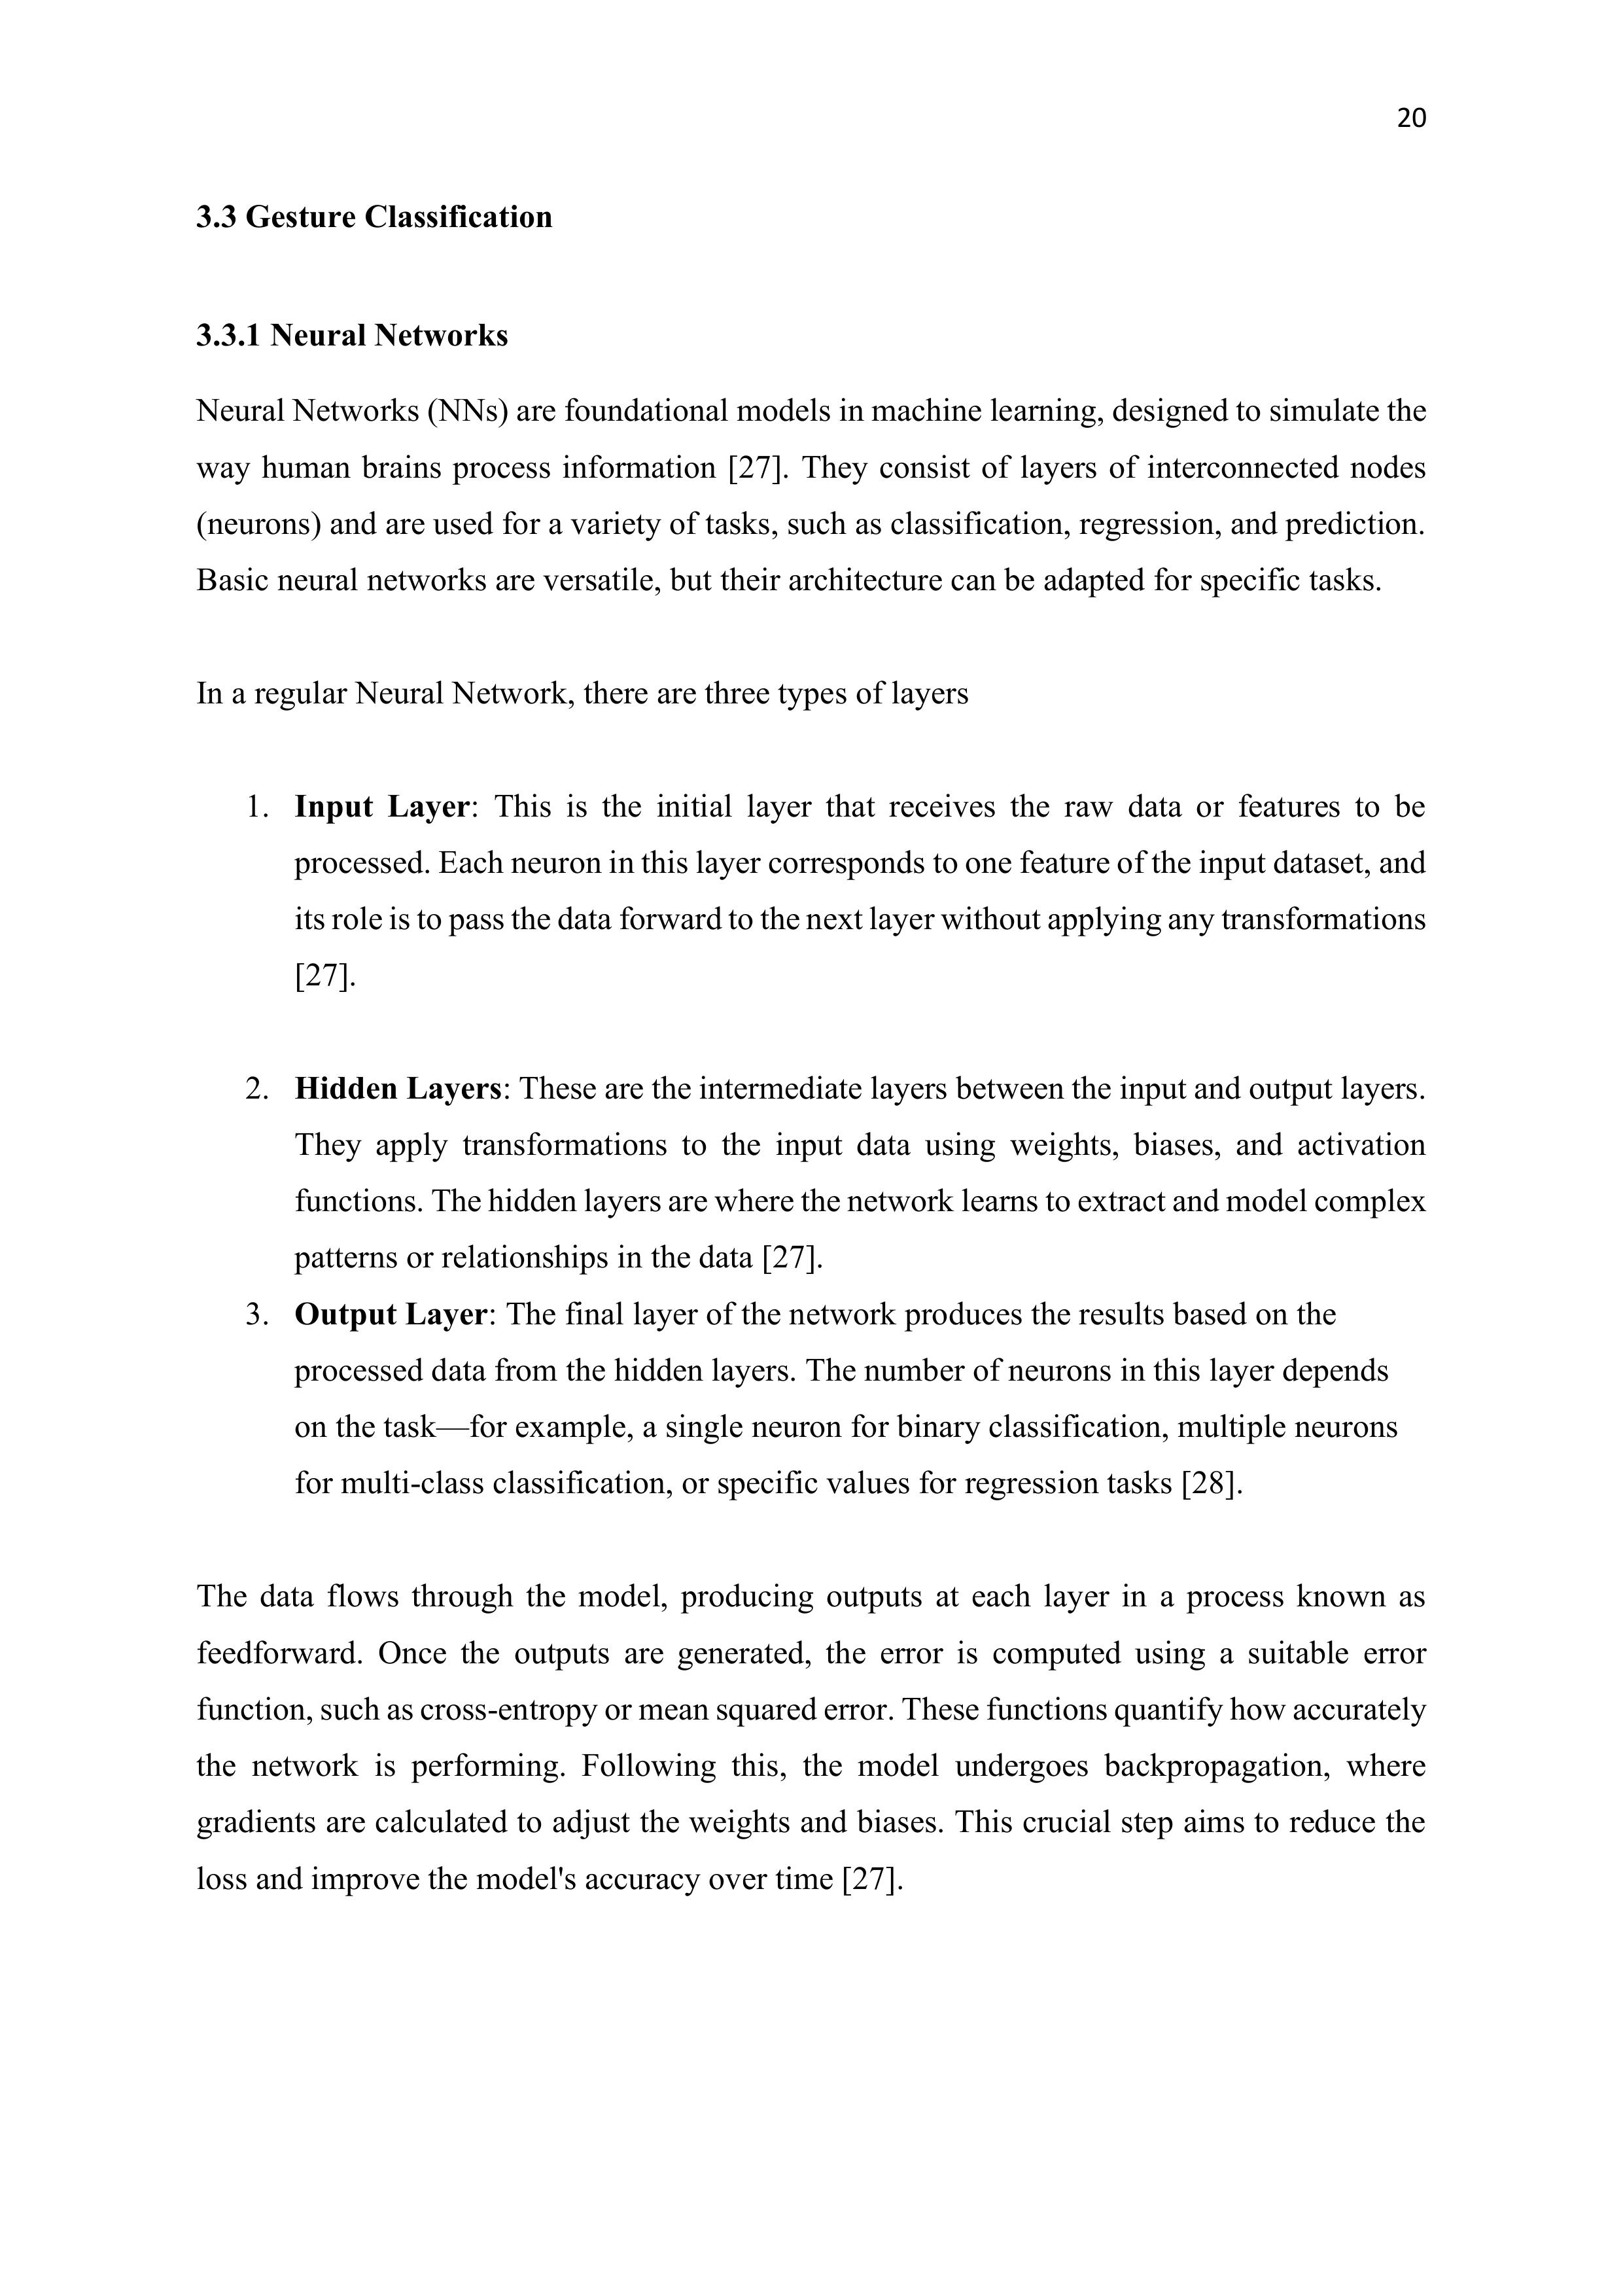 20
3.3 Gesture Classification
3.3.1 Neural Networks
Neural Networks (NNs) are foundational models in machine learning, designed to simulate the
way human brains process information [27]. They consist of layers of interconnected nodes
(neurons) and are used for a variety of tasks, such as classification, regression, and prediction.
Basic neural networks are versatile, but their architecture can be adapted for specific tasks.
In a regular Neural Network, there are three types of layers
1. Input Layer: This is the initial layer that receives the raw data or features to be
processed. Each neuron in this layer corresponds to one feature of the input dataset, and
its role is to pass the data forward to the next layer without applying any transformations
[27].
2. Hidden Layers: These are the intermediate layers between the input and output layers.
They apply transformations to the input data using weights, biases, and activation
functions. The hidden layers are where the network learns to extract and model complex
patterns or relationships in the data [27].
3. Output Layer: The final layer of the network produces the results based on the
processed data from the hidden layers. The number of neurons in this layer depends
on the task—for example, a single neuron for binary classification, multiple neurons
for multi-class classification, or specific values for regression tasks [28].
The data flows through the model, producing outputs at each layer in a process known as
feedforward. Once the outputs are generated, the error is computed using a suitable error
function, such as cross-entropy or mean squared error. These functions quantify how accurately
the network is performing. Following this, the model undergoes backpropagation, where
gradients are calculated to adjust the weights and biases. This crucial step aims to reduce the
loss and improve the model's accuracy over time [27].